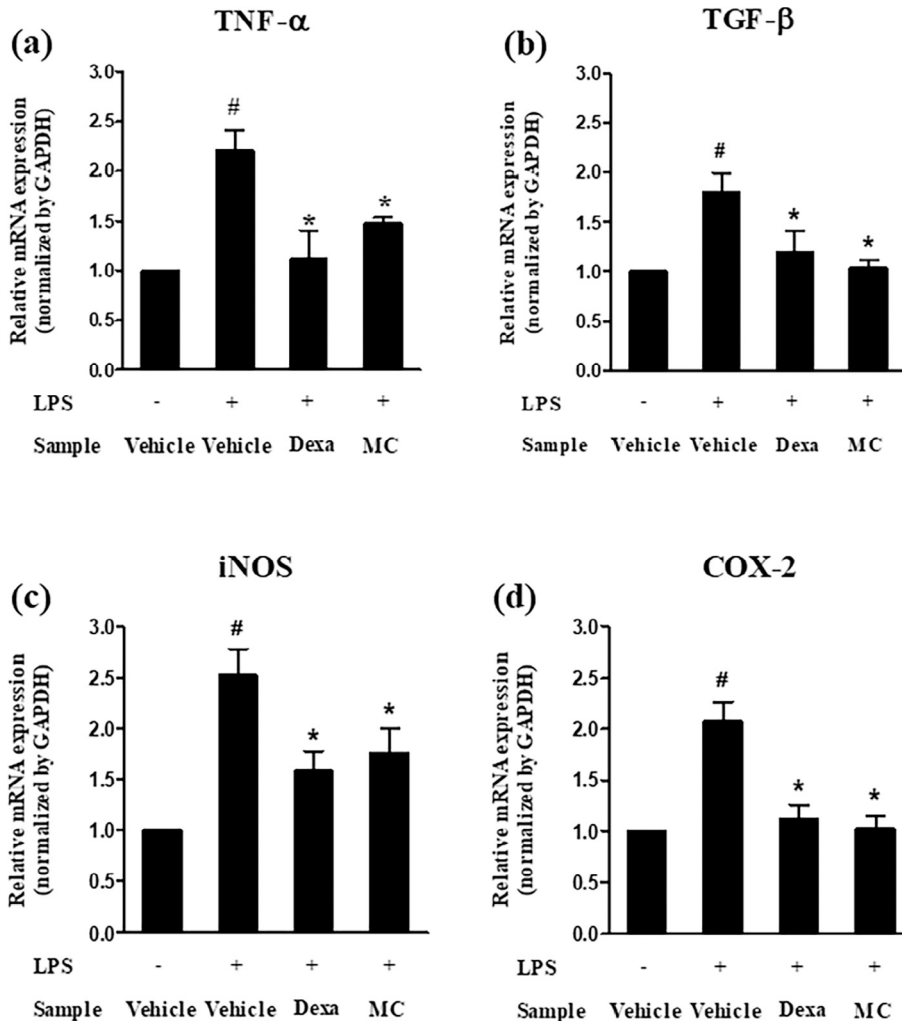 TNF-α
(a)
Relative mRNA expression
(normalized by GAPDH)
3.0
2.5
2.0
1.5
1.0
0.5
0.0
#
*
*
LPS - + + +
Sample Vehicle Vehicle Dexa MC
TGF-β
(b)
Relative mRNA expression
(normalized by GAPDH)
3.0
2.5
2.0
1.5
1.0
0.5
0.0
#
*
*
LPS - + + +
Sample Vehicle Vehicle Dexa MC
iNOS
(c)
Relative mRNA expression
(normalized by GAPDH)
3.0
2.5
2.0
1.5
1.0
0.5
0.0
#
*
*
LPS - + + +
Sample Vehicle Vehicle Dexa MC
COX-2
(d)
Relative mRNA expression
(normalized by GAPDH)
3.0
2.5
2.0
1.5
1.0
0.5
0.0
#
*
*
LPS - + + +
Sample Vehicle Vehicle Dexa MC